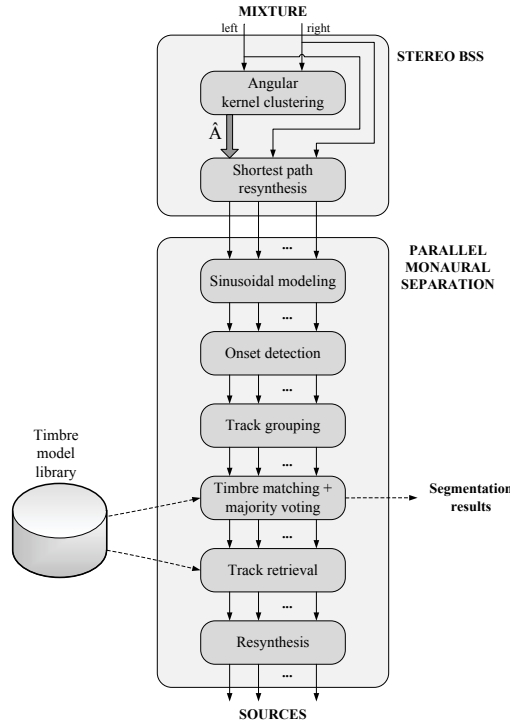 MIXTURE
left
right
STEREO BSS
Angular
kernel clustering
Â
Shortest path
resynthesis
...
PARALLEL
MONAURAL
SEPARATION
Sinusoidal modeling
...
Onset detection
...
Track grouping
...
Timbre
model
library
Timbre matching +
majority voting
Segmentation
results
...
Track retrieval
...
Resynthesis
...
SOURCES